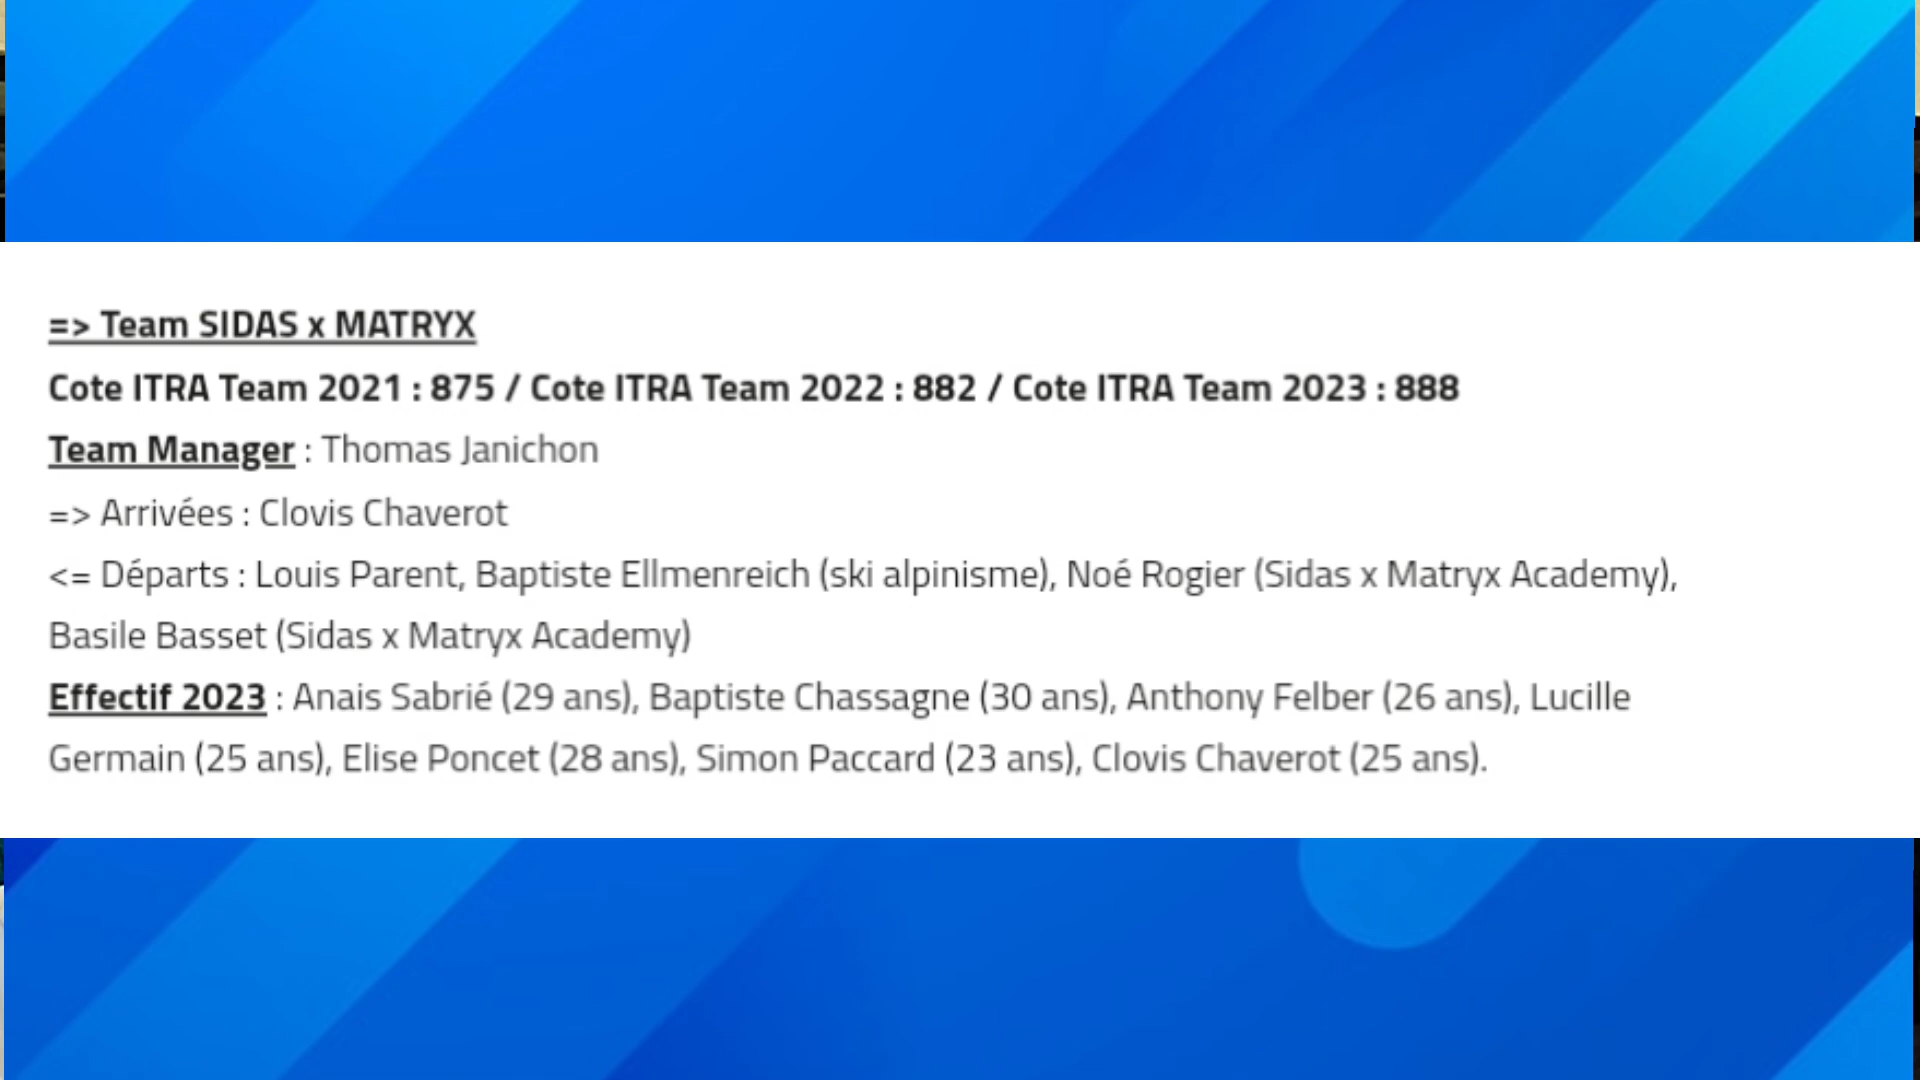 => Team SIDAS x MATRYX
Cote ITRA Team 2021 : 875 / Cote ITRA Team 2022 : 882 / Cote ITRA Team 2023 : 888
Team Manager : Thomas Janichon
=> Arrivées : Clovis Chaverot
<= Départs : Louis Parent, Baptiste Ellmenreich (ski alpinisme), Noé Rogier (Sidas x Matryx Academy),
Basile Basset (Sidas x Matryx Academy)
Effectif 2023 : Anais Sabrié (29 ans), Baptiste Chassagne (30 ans), Anthony Felber (26 ans), Lucille
Germain (25 ans), Elise Poncet (28 ans), Simon Paccard (23 ans), Clovis Chaverot (25 ans).